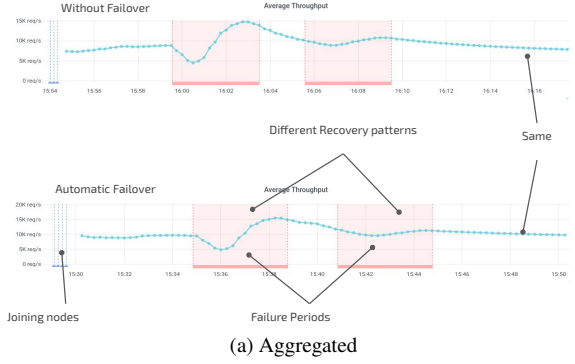 Without Failover
Average Throughput
15K req/s
10K req/s
5K req/s
0 req/s
15:54 15:56 15:58 16:00 16:02 16:04 16:06 16:08 16:10 16:12 16:14 16:16
Different Recovery patterns
Same
Automatic Failover
Average Throughput
20K req/s
15K req/s
10K req/s
5K req/s
0 req/s
15:30 15:32 15:34 15:36 15:38 15:40 15:42 15:44 15:46 15:48 15:50
Joining nodes
Failure Periods
(a) Aggregated